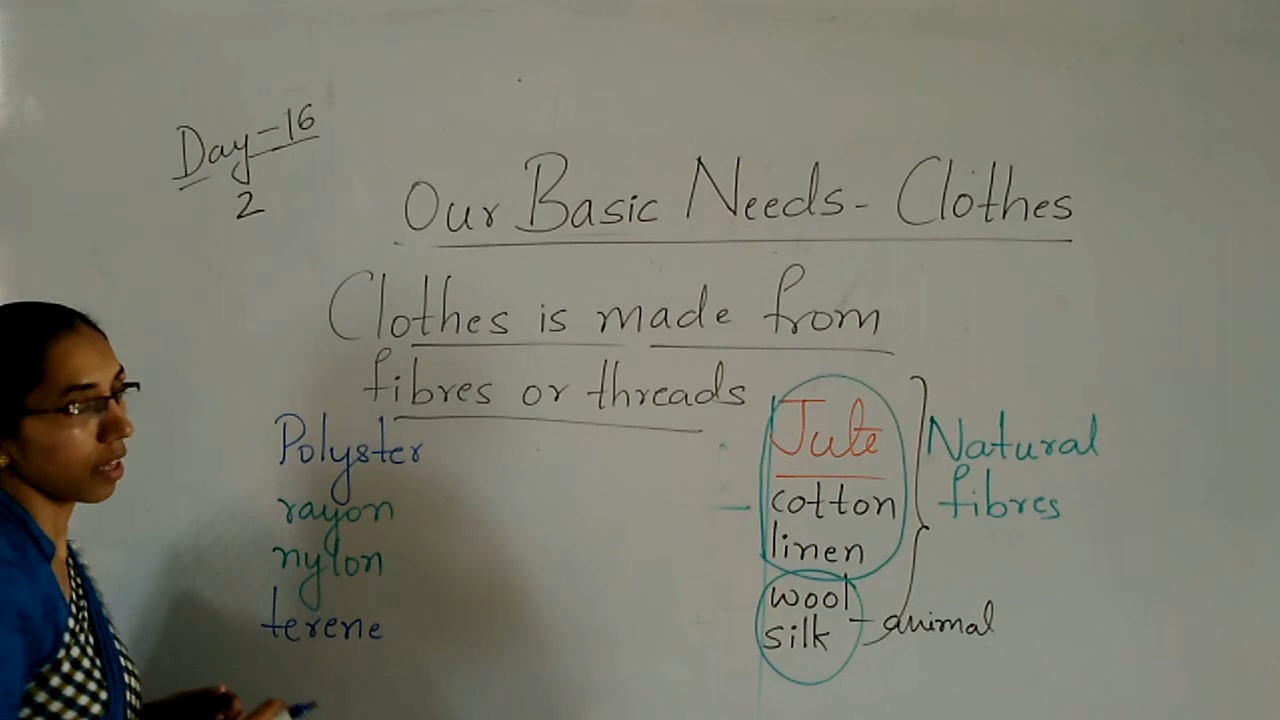 Day-16
2
Our Basic Needs - Clothes
Clothes is made from
fibres or threads
Polyster
rayon
nylon
terene
Jute
cotton
linen
wool
silk
Natural
fibres
animal